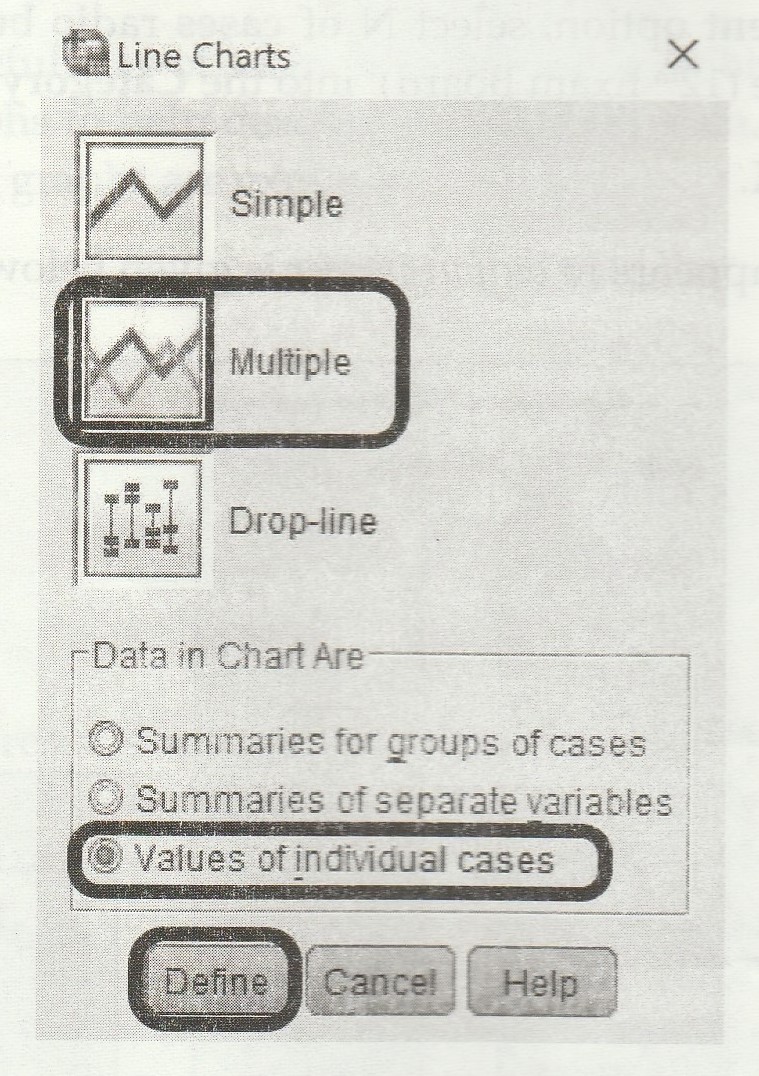 Line Charts
Simple
Multiple
Drop-line
Data in Chart Are
Summaries for groups of cases
Summaries of separate variables
Values of individual cases
Define Cancel Help